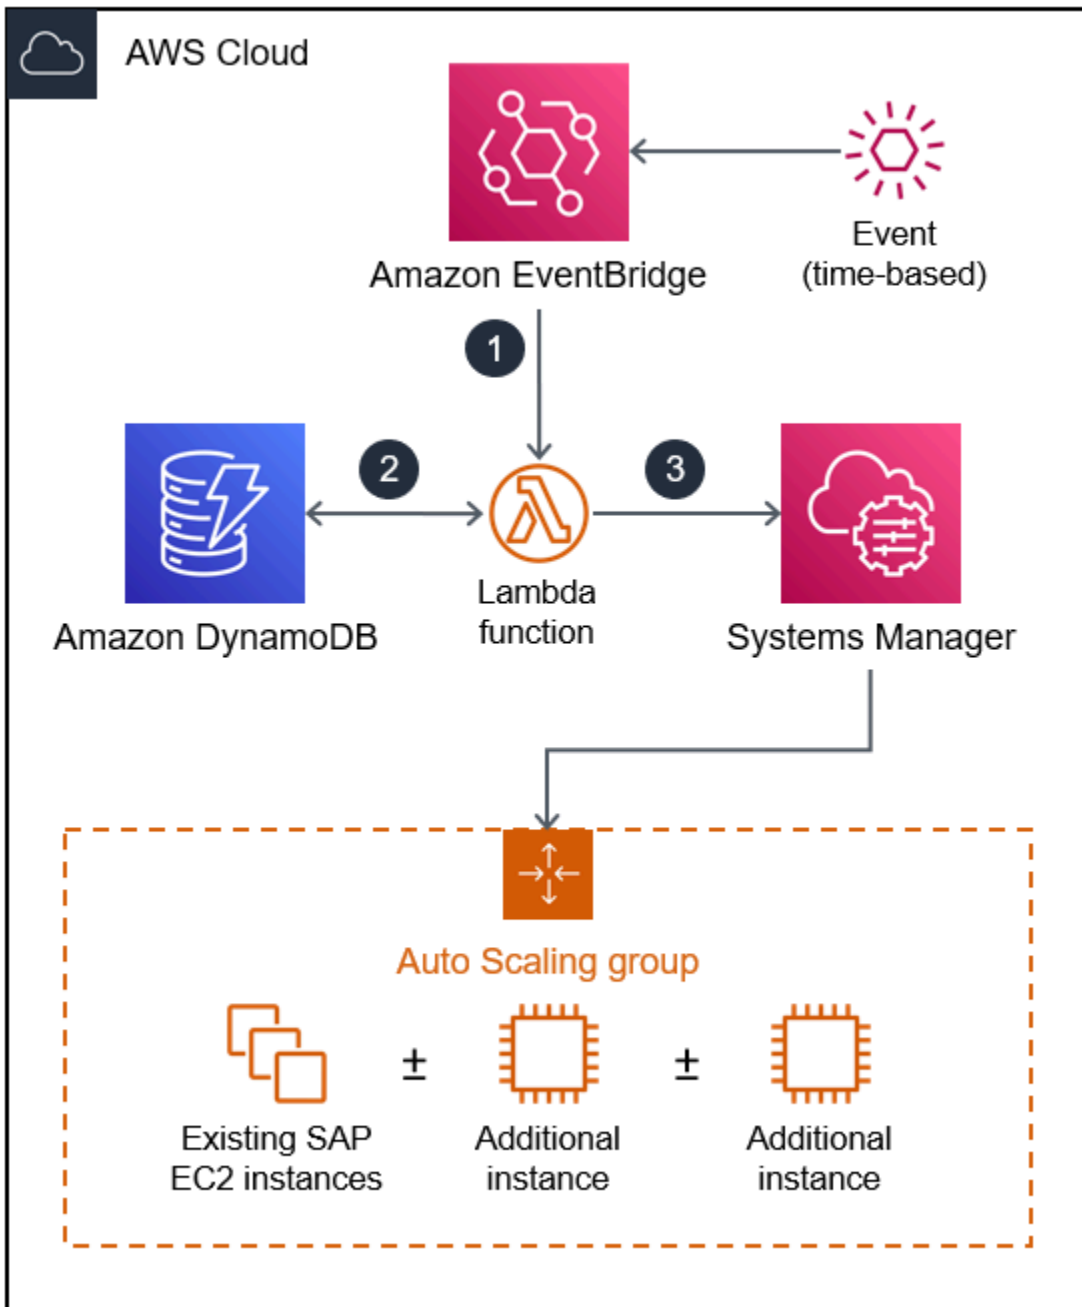 AWS Cloud
Amazon EventBridge
Event
(time-based)
1
2
3
Amazon DynamoDB
Lambda
function
Systems Manager
Auto Scaling group
Existing SAP
EC2 instances
±
Additional
instance
±
Additional
instance